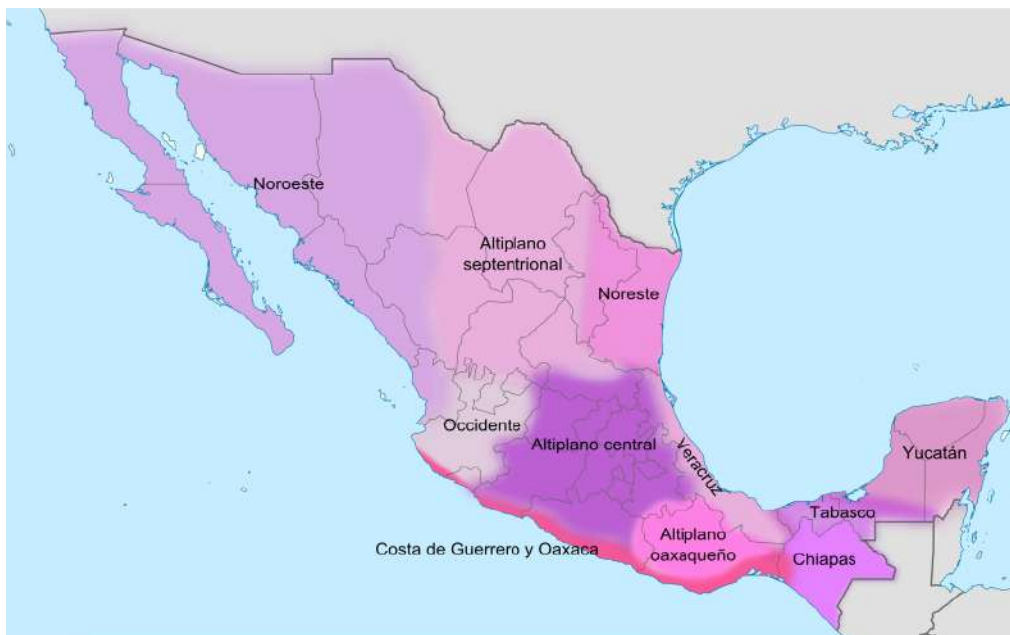 Noroeste
Altiplano
septentrional
Noreste
Occidente
Altiplano central
Veracruz
Yucatán
Tabasco
Costa de Guerrero y Oaxaca
Altiplano
oaxaqueño
Chiapas